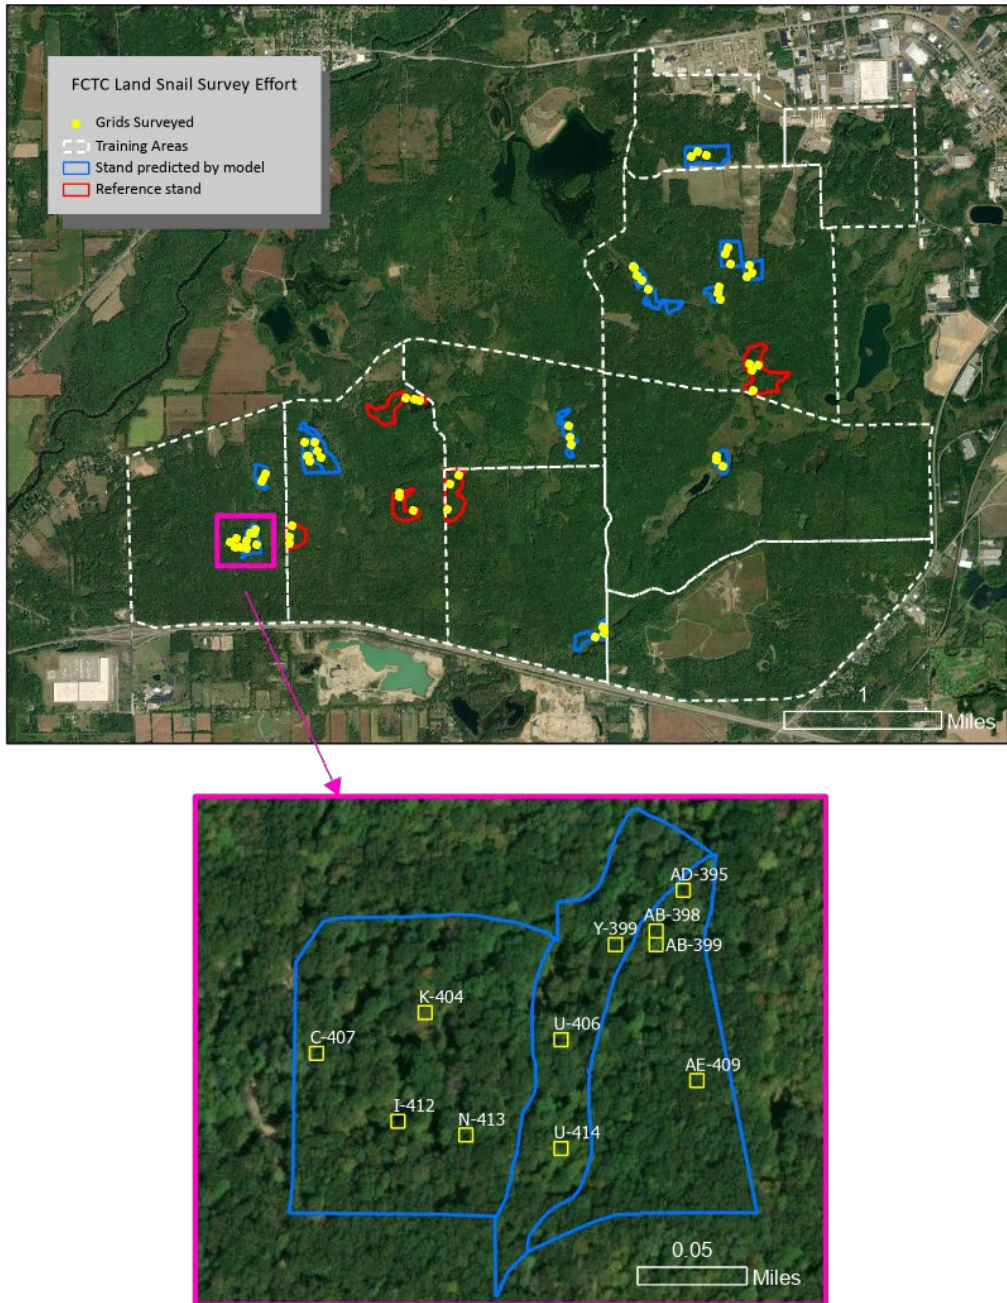 FCTC Land Snail Survey Effort
Grids Surveyed
Training Areas
Stand predicted by model
Reference stand
1
Miles
AD-395
AB-398
Y-399
AB-399
K-404
U-406
C-407
AE-409
I-412
N-413
U-414
0.05
Miles